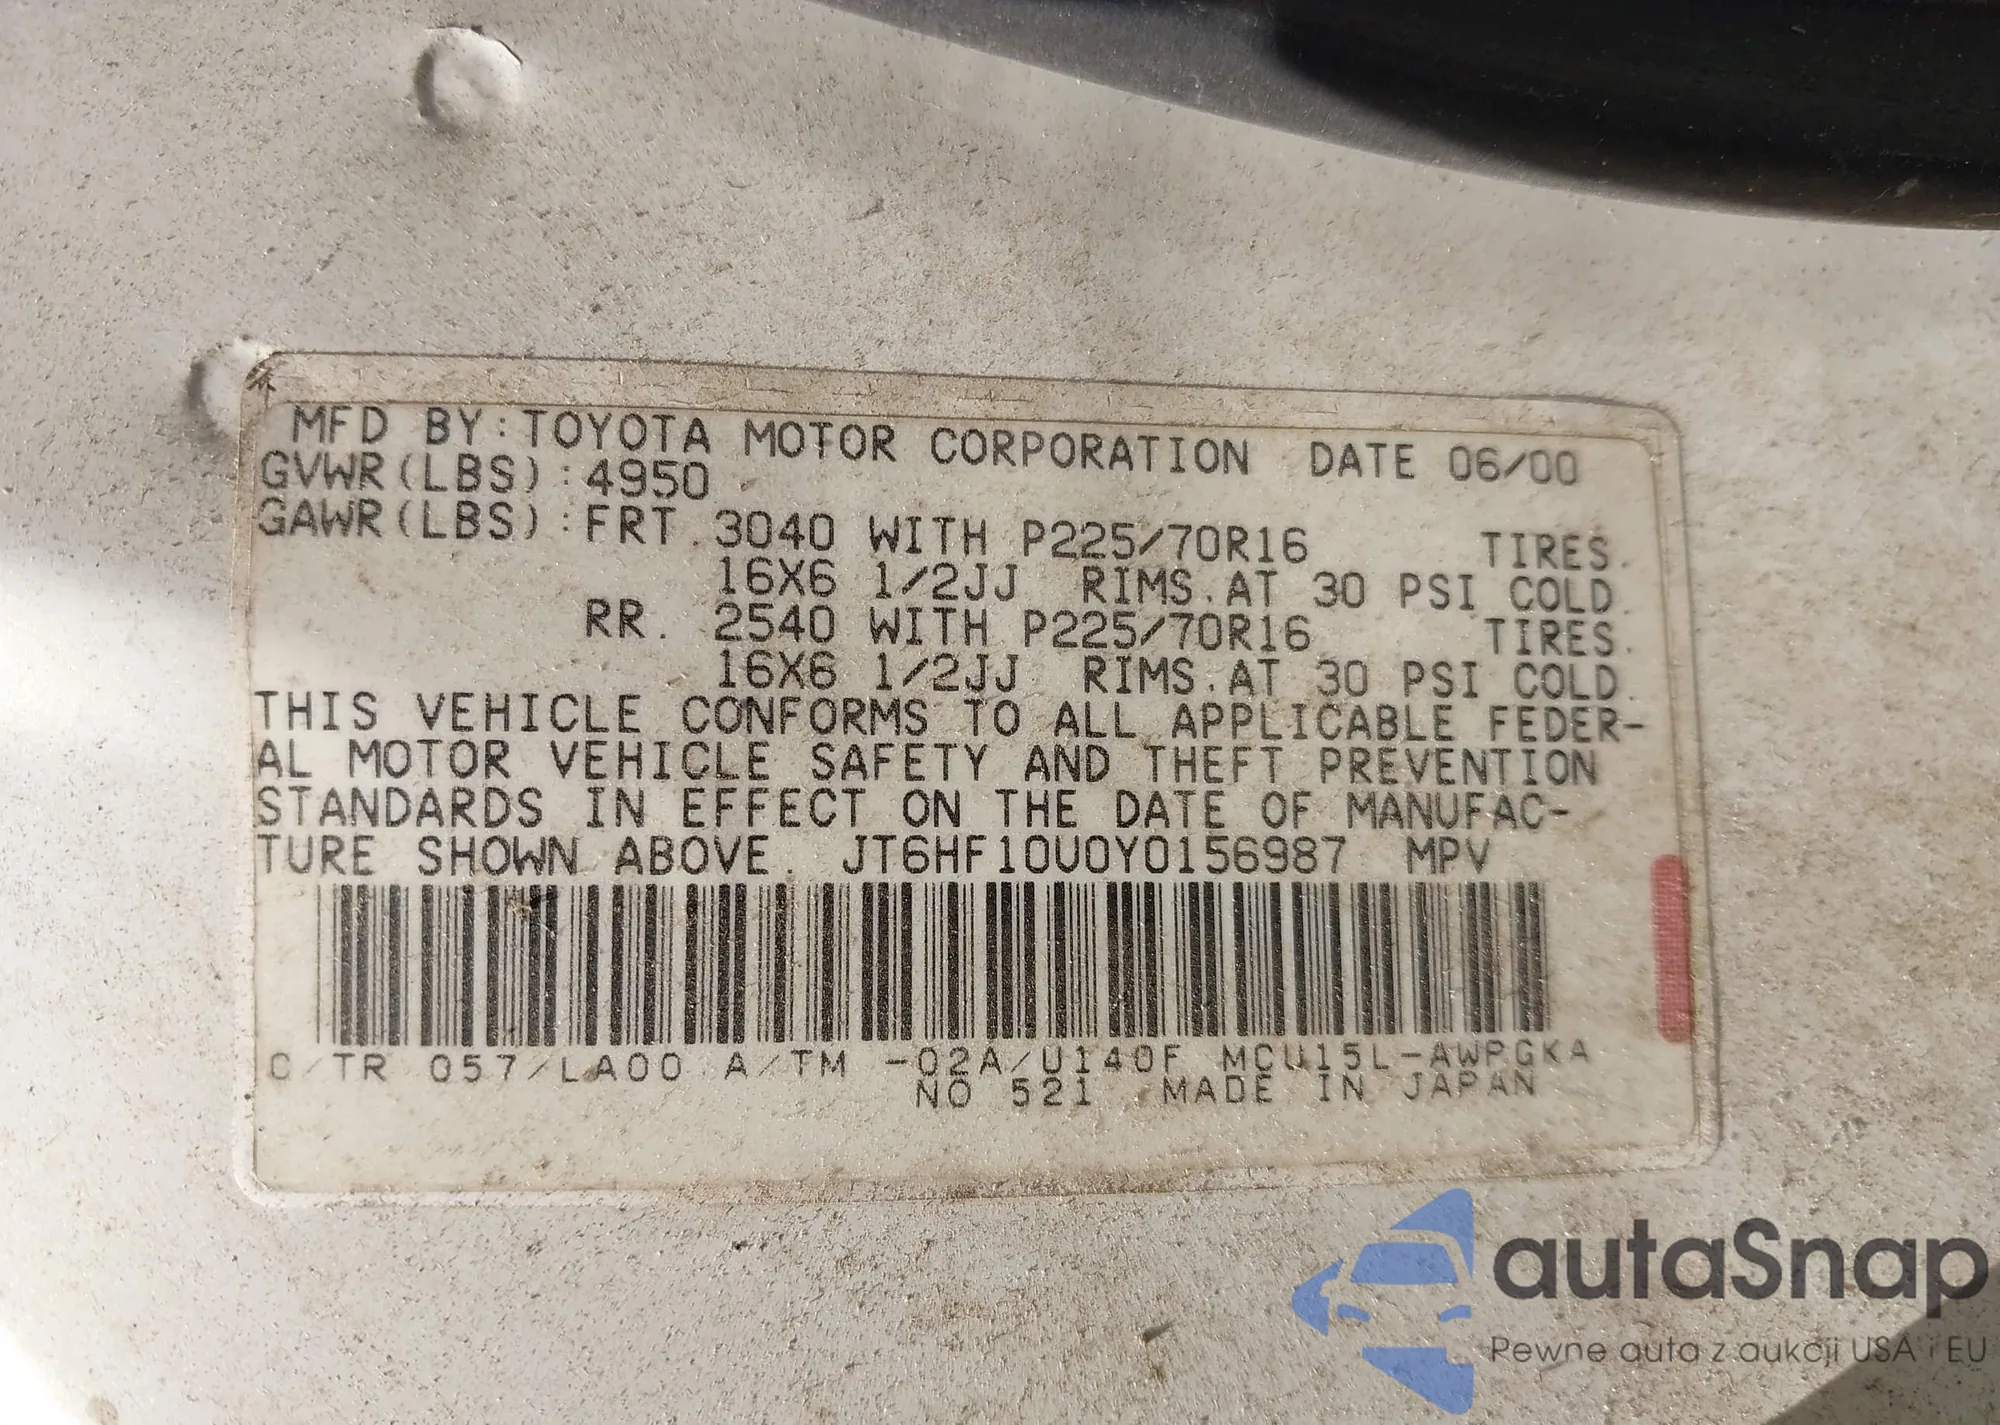 MFD BY:TOYOTA MOTOR CORPORATION DATE 06/00
GVWR(LBS):4950
GAWR(LBS):FRT. 3040 WITH P225/70R16 TIRES.
16X6 1/2JJ RIMS.AT 30 PSI COLD.
RR. 2540 WITH P225/70R16 TIRES.
16X6 1/2JJ RIMS.AT 30 PSI COLD.
THIS VEHICLE CONFORMS TO ALL APPLICABLE FEDER-
AL MOTOR VEHICLE SAFETY AND THEFT PREVENTION
STANDARDS IN EFFECT ON THE DATE OF MANUFAC-
TURE SHOWN ABOVE. JT6HF10U0Y0156987 MPV
C/TR 057/LA00 A/TM -02A/U140F MCU15L-AWPGKA
NO 521 MADE IN JAPAN
autaSnap
Pewne auta z aukcji USA i EU